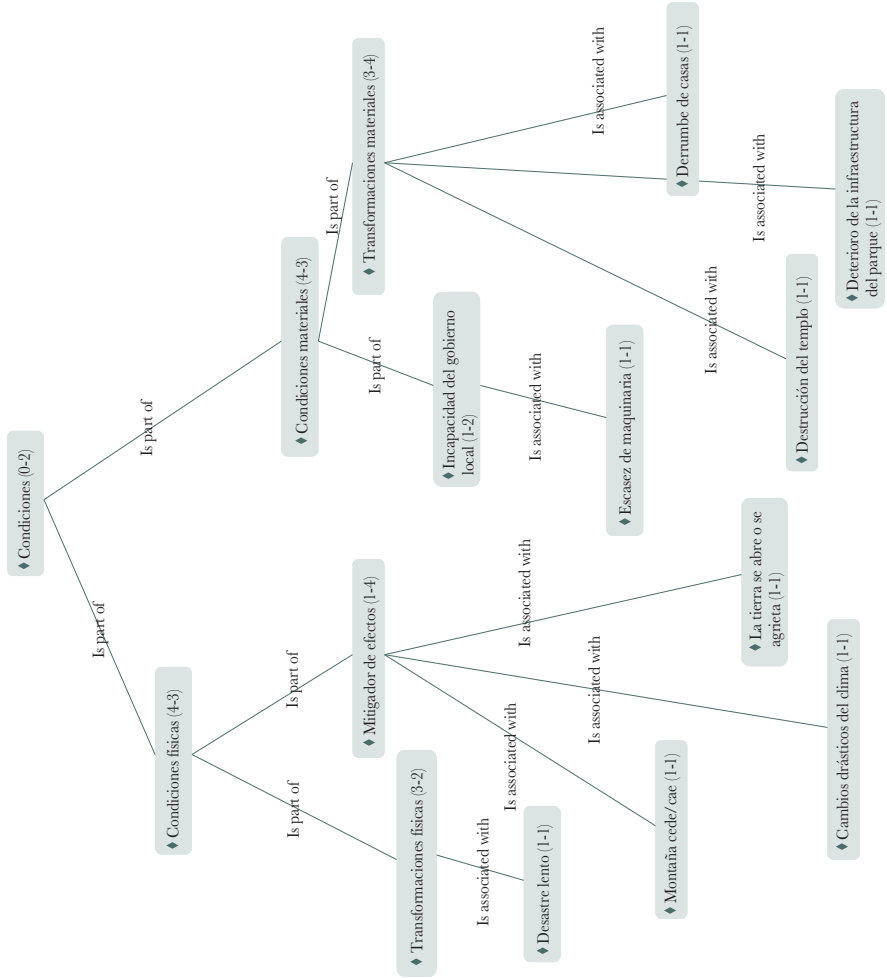 ◆ Condiciones (0-2)
Is part of
Is part of
◆ Condiciones físicas (4-3)
◆ Condiciones materiales (4-3)
Is part of
Is part of
Is part of
Is part of
◆ Transformaciones físicas (3-2)
◆ Mitigador de efectos (1-4)
◆ Incapacidad del gobierno
local (1-2)
◆ Transformaciones materiales (3-4)
Is associated with
Is associated with
Is associated with
Is associated with
Is associated with
Is associated with
Is associated with
Is associated with
◆ Desastre lento (1-1)
◆ Montaña cede/ cae (1-1)
◆ Cambios drásticos del clima (1-1)
◆ La tierra se abre o se
agrieta (1-1)
◆ Escasez de maquinaria (1-1)
◆ Destrucción del templo (1-1)
◆ Deterioro de la infraestructura
del parque (1-1)
◆ Derrumbe de casas (1-1)